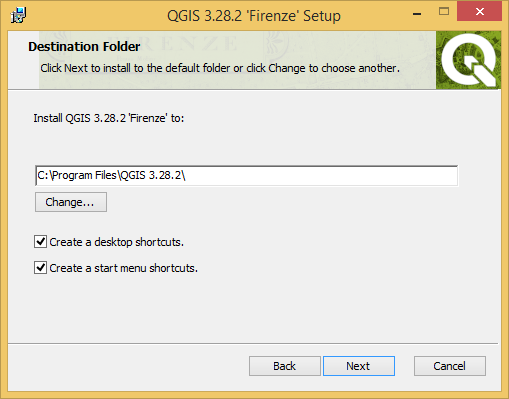 QGIS 3.28.2 'Firenze' Setup
Destination Folder
Click Next to install to the default folder or click Change to choose another.
Install QGIS 3.28.2 'Firenze' to:
C:\Program Files\QGIS 3.28.2\
Change...
Create a desktop shortcuts.
Create a start menu shortcuts.
Back
Next
Cancel